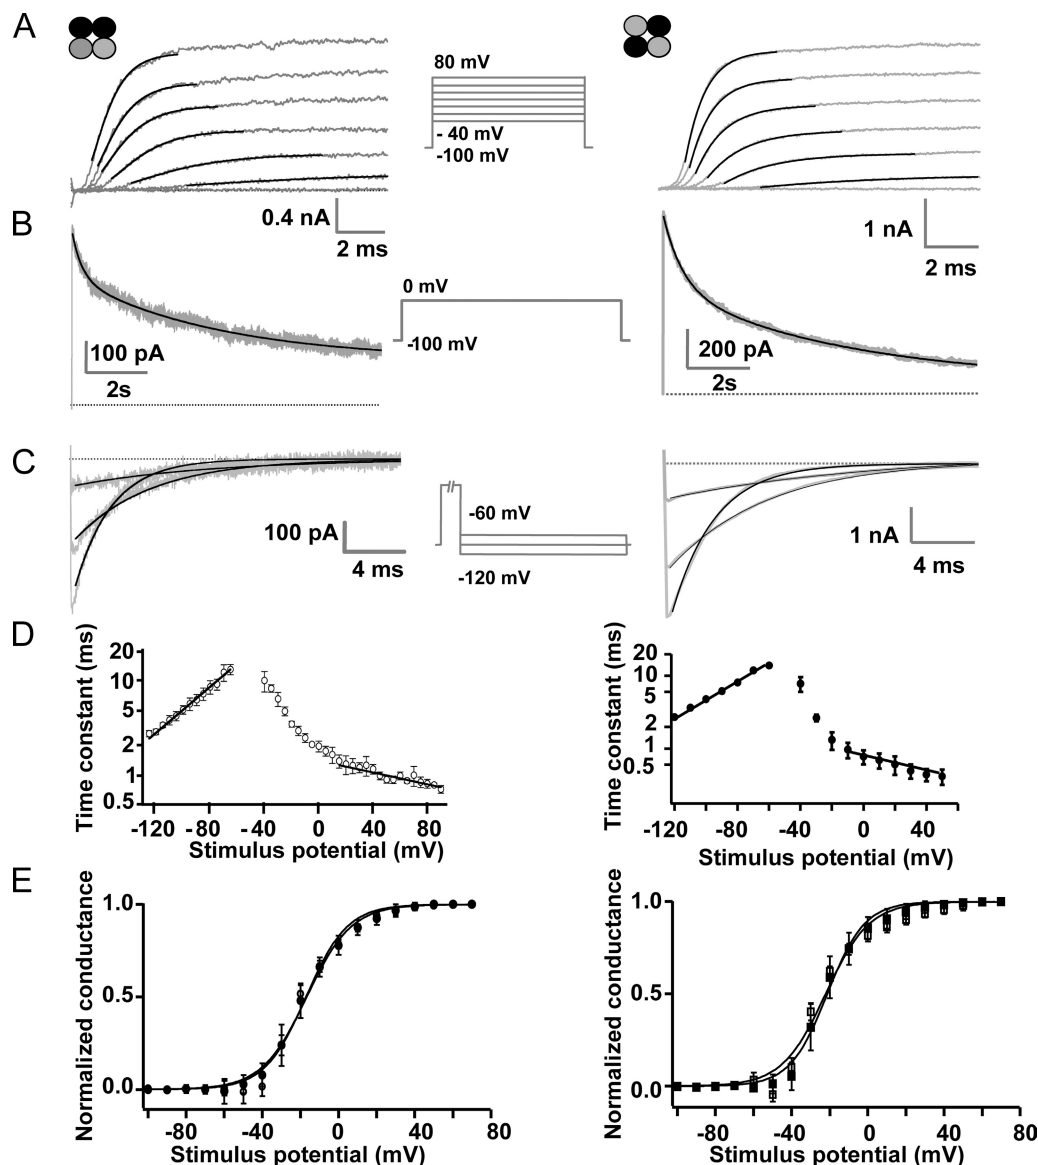 A
80 mV
- 40 mV
-100 mV
0.4 nA
2 ms
1 nA
2 ms
B
0 mV
-100 mV
100 pA
2s
200 pA
2s
C
-60 mV
-120 mV
100 pA
4 ms
1 nA
4 ms
D
Time constant (ms)
20
10
5
2
1
0.5
-120 -80 -40 0 40 80
Stimulus potential (mV)
Time constant (ms)
20
10
5
2
1
0.5
-120 -80 -40 0 40
Stimulus potential (mV)
E
Normalized conductance
1.0
0.5
0.0
-80 -40 0 40 80
Stimulus potential (mV)
Normalized conductance
1.0
0.5
0.0
-80 -40 0 40 80
Stimulus potential (mV)